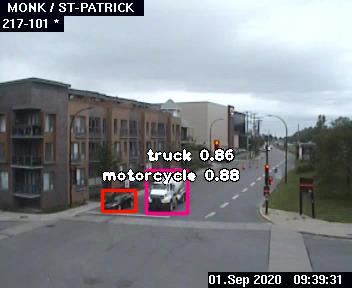 MONK / ST-PATRICK
217-101 *
truck 0.86
motorcycle 0.88
01.Sep 2020 09:39:31